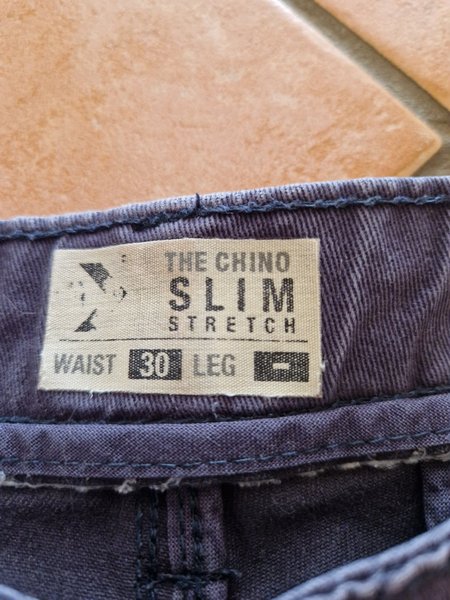 THE CHINO
SLIM
STRETCH
WAIST 30 LEG -